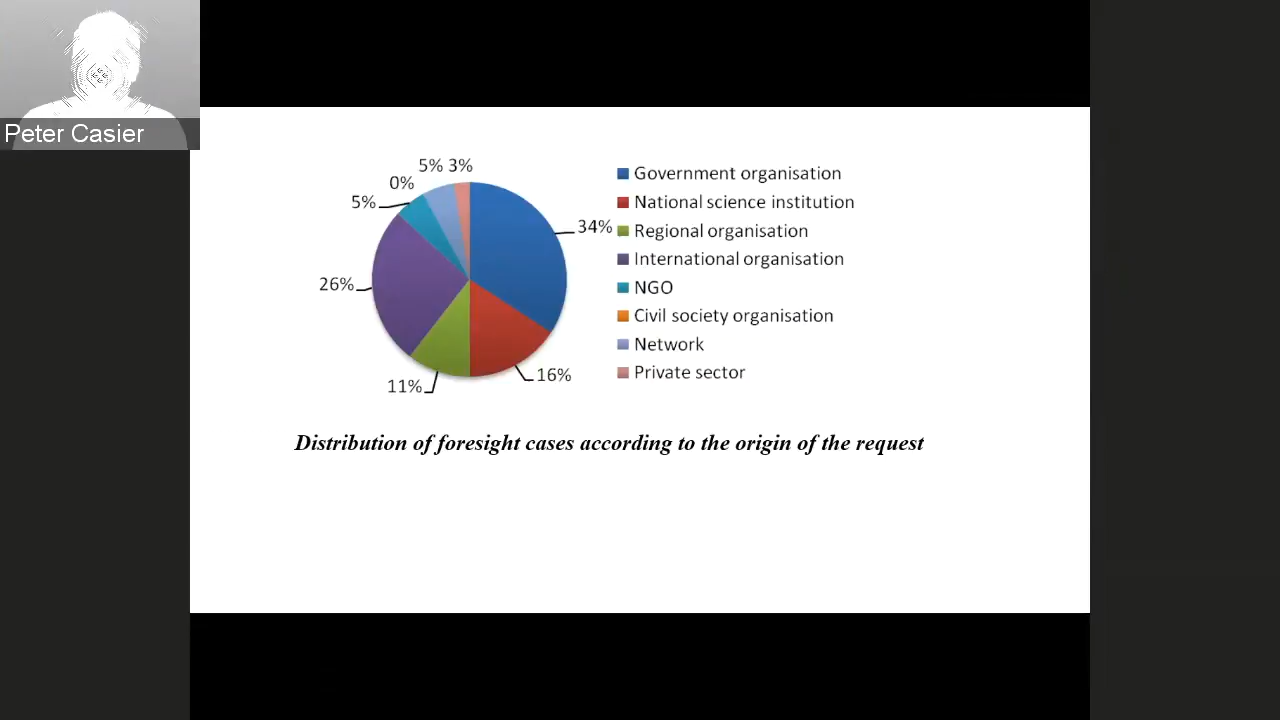 Peter Casier
5% 3%
0%
5%
34%
26%
11%
16%
Government organisation
National science institution
Regional organisation
International organisation
NGO
Civil society organisation
Network
Private sector
Distribution of foresight cases according to the origin of the request